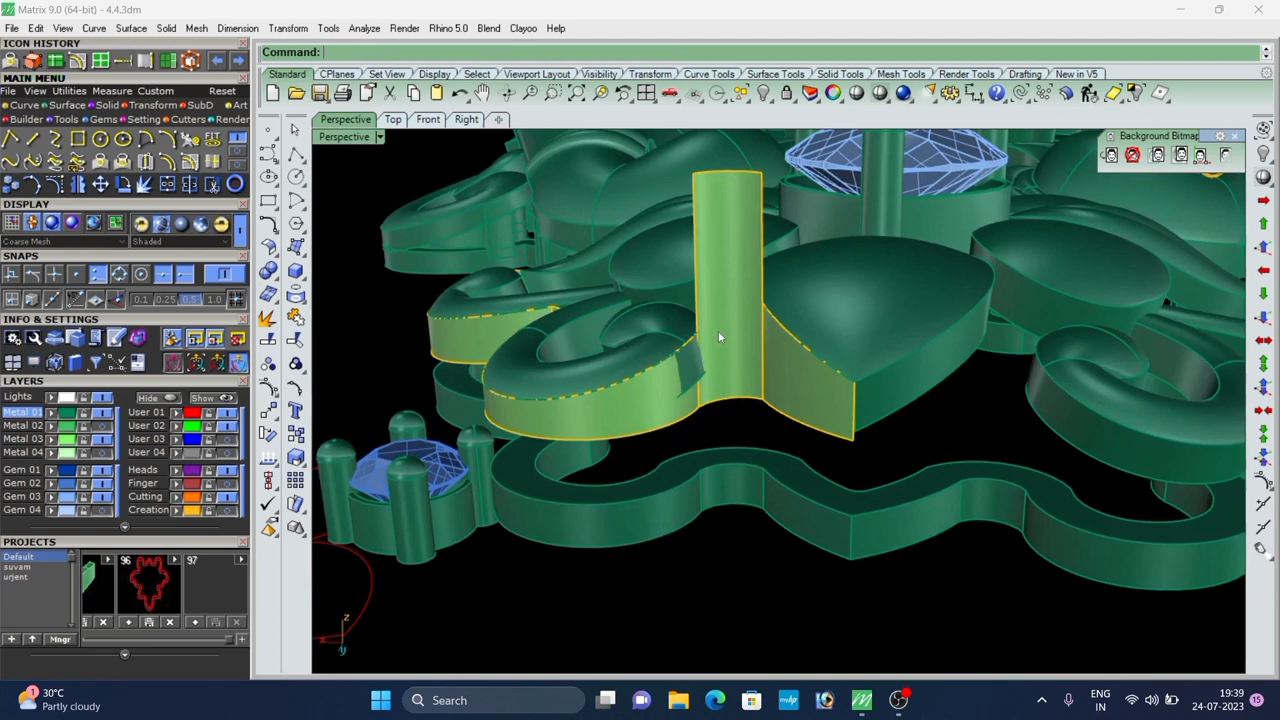 Matrix 9.0 (64-bit) - 4.4.3dm
File Edit View Curve Surface Solid Mesh Dimension Transform Tools Analyze Render Rhino 5.0 Blend Clayoo Help
ICON HISTORY
Command:
MAIN MENU
Standard CPlanes Set View Display Select Viewport Layout Visibility Transform Curve Tools Surface Tools Solid Tools Mesh Tools Render Tools Drafting New in V5
View Utilities Measure Custom Reset
Curve Surface Solid Transform SubD Art
Builder Tools Gems Setting Cutters Render
Perspective Top Front Right
Perspective
Background Bitmap
FIT
DISPLAY
Coarse Mesh Shaded
SNAPS
0.1 0.25 0.5 1.0
INFO & SETTINGS
LAYERS
Lights Hide Show
Metal 01 User 01
Metal 02 User 02
Metal 03 User 03
Metal 04 User 04
Gem 01 Heads
Gem 02 Finger
Gem 03 Cutting
Gem 04 Creation
PROJECTS
Default
suvam
urjent
96 97
Mngr
z
x
y
30°C
Partly cloudy
Search
ENG
IN
19:39
24-07-2023
15